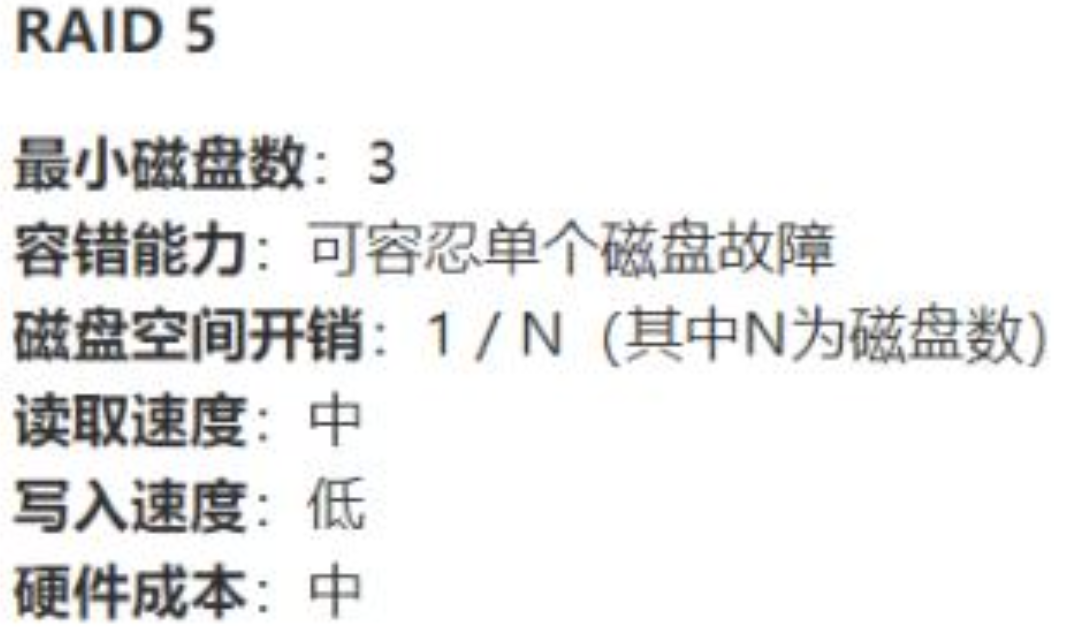 RAID 5
最小磁盘数：3
容错能力：可容忍单个磁盘故障
磁盘空间开销：1 / N（其中N为磁盘数）
读取速度：中
写入速度：低
硬件成本：中